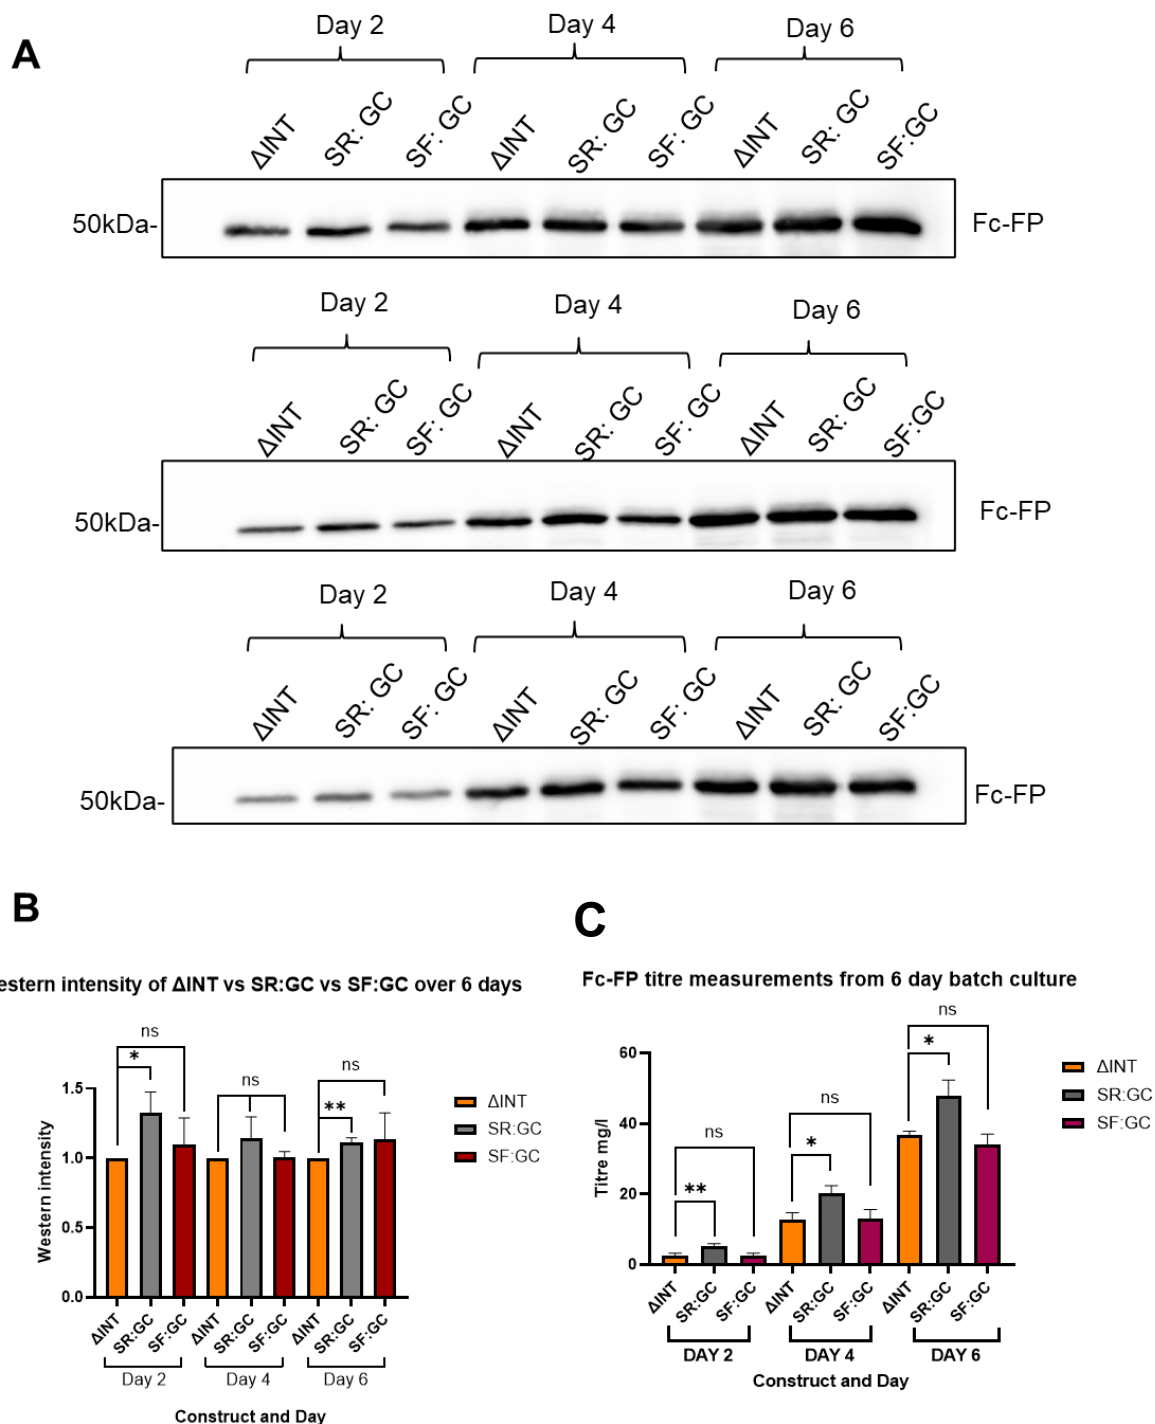 A
Day 2 Day 4 Day 6
ΔINT SR: GC SF: GC ΔINT SR: GC SF: GC ΔINT SR: GC SF:GC
50kDa- Fc-FP
Day 2 Day 4 Day 6
ΔINT SR: GC SF: GC ΔINT SR: GC SF: GC ΔINT SR: GC SF:GC
50kDa- Fc-FP
Day 2 Day 4 Day 6
ΔINT SR: GC SF: GC ΔINT SR: GC SF: GC ΔINT SR: GC SF:GC
50kDa- Fc-FP
B
estern intensity of ΔINT vs SR:GC vs SF:GC over 6 days
ns
*
ns
ns
**
1.5
1.0
0.5
0.0
Western intensity
ΔINT
SR:GC
SF:GC
ΔINT SR:GC SF:GC ΔINT SR:GC SF:GC ΔINT SR:GC SF:GC
Day 2 Day 4 Day 6
Construct and Day
C
Fc-FP titre measurements from 6 day batch culture
ns
**
ns
*
ns
*
60
40
20
0
Titre mg/l
ΔINT
SR:GC
SF:GC
ΔINT SR:GC SF:GC ΔINT SR:GC SF:GC ΔINT SR:GC SF:GC
DAY 2 DAY 4 DAY 6
Construct and Day